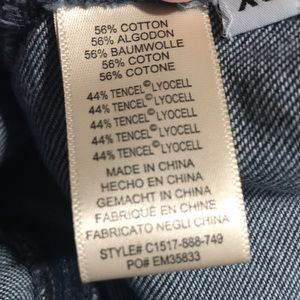 56% COTTON
56% ALGODON
56% BAUMWOLLE
56% COTON
56% COTONE
44% TENCEL©LYOCELL
44% TENCEL©LYOCELL
44% TENCEL©LYOCELL
44% TENCEL©LYOCELL
44% TENCEL©LYOCELL
MADE IN CHINA
HECHO EN CHINA
GEMACHT IN CHINA
FABRIQUÉ EN CHINE
FABRICATO NEGLI CHINA
STYLE# C1517-888-749
PO# EM35833